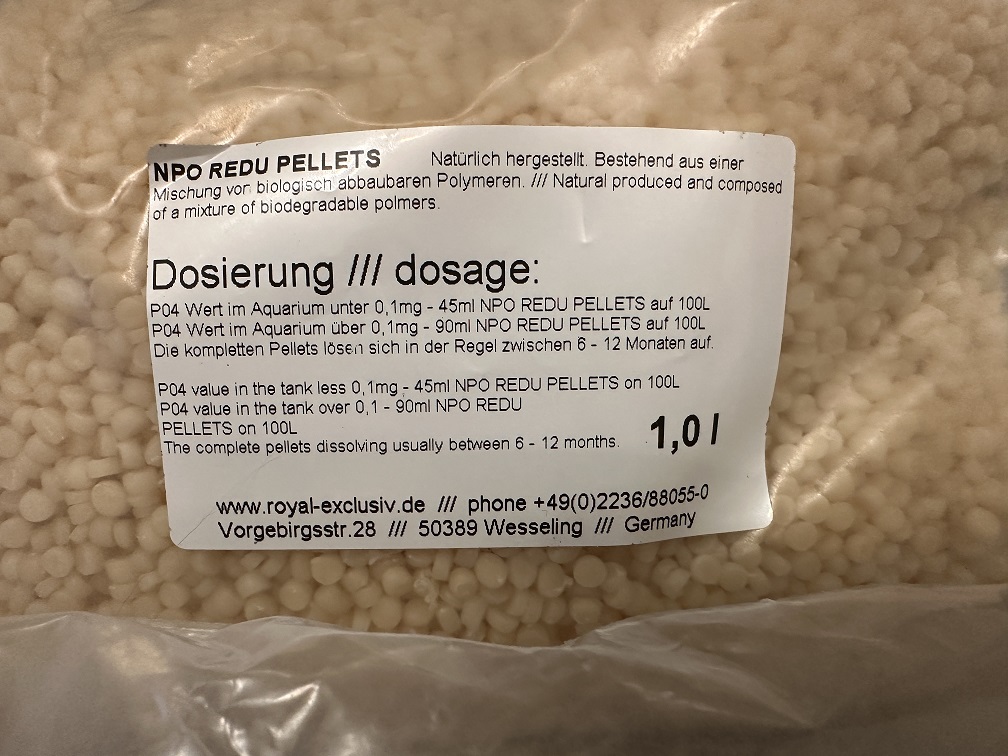 NPO REDU PELLETS Natürlich hergestellt. Bestehend aus einer
Mischung von biologisch abbaubaren Polymeren. /// Natural produced and composed
of a mixture of biodegradable polmers.
Dosierung /// dosage:
P04 Wert im Aquarium unter 0,1mg - 45ml NPO REDU PELLETS auf 100L
P04 Wert im Aquarium über 0,1mg - 90ml NPO REDU PELLETS auf 100L
Die kompletten Pellets lösen sich in der Regel zwischen 6 - 12 Monaten auf.
P04 value in the tank less 0,1mg - 45ml NPO REDU PELLETS on 100L
P04 value in the tank over 0,1 - 90ml NPO REDU
PELLETS on 100L
The complete pellets dissolving usually between 6 - 12 months.
1,0 l
www.royal-exclusiv.de /// phone +49(0)2236/88055-0
Vorgebirgsstr.28 /// 50389 Wesseling /// Germany